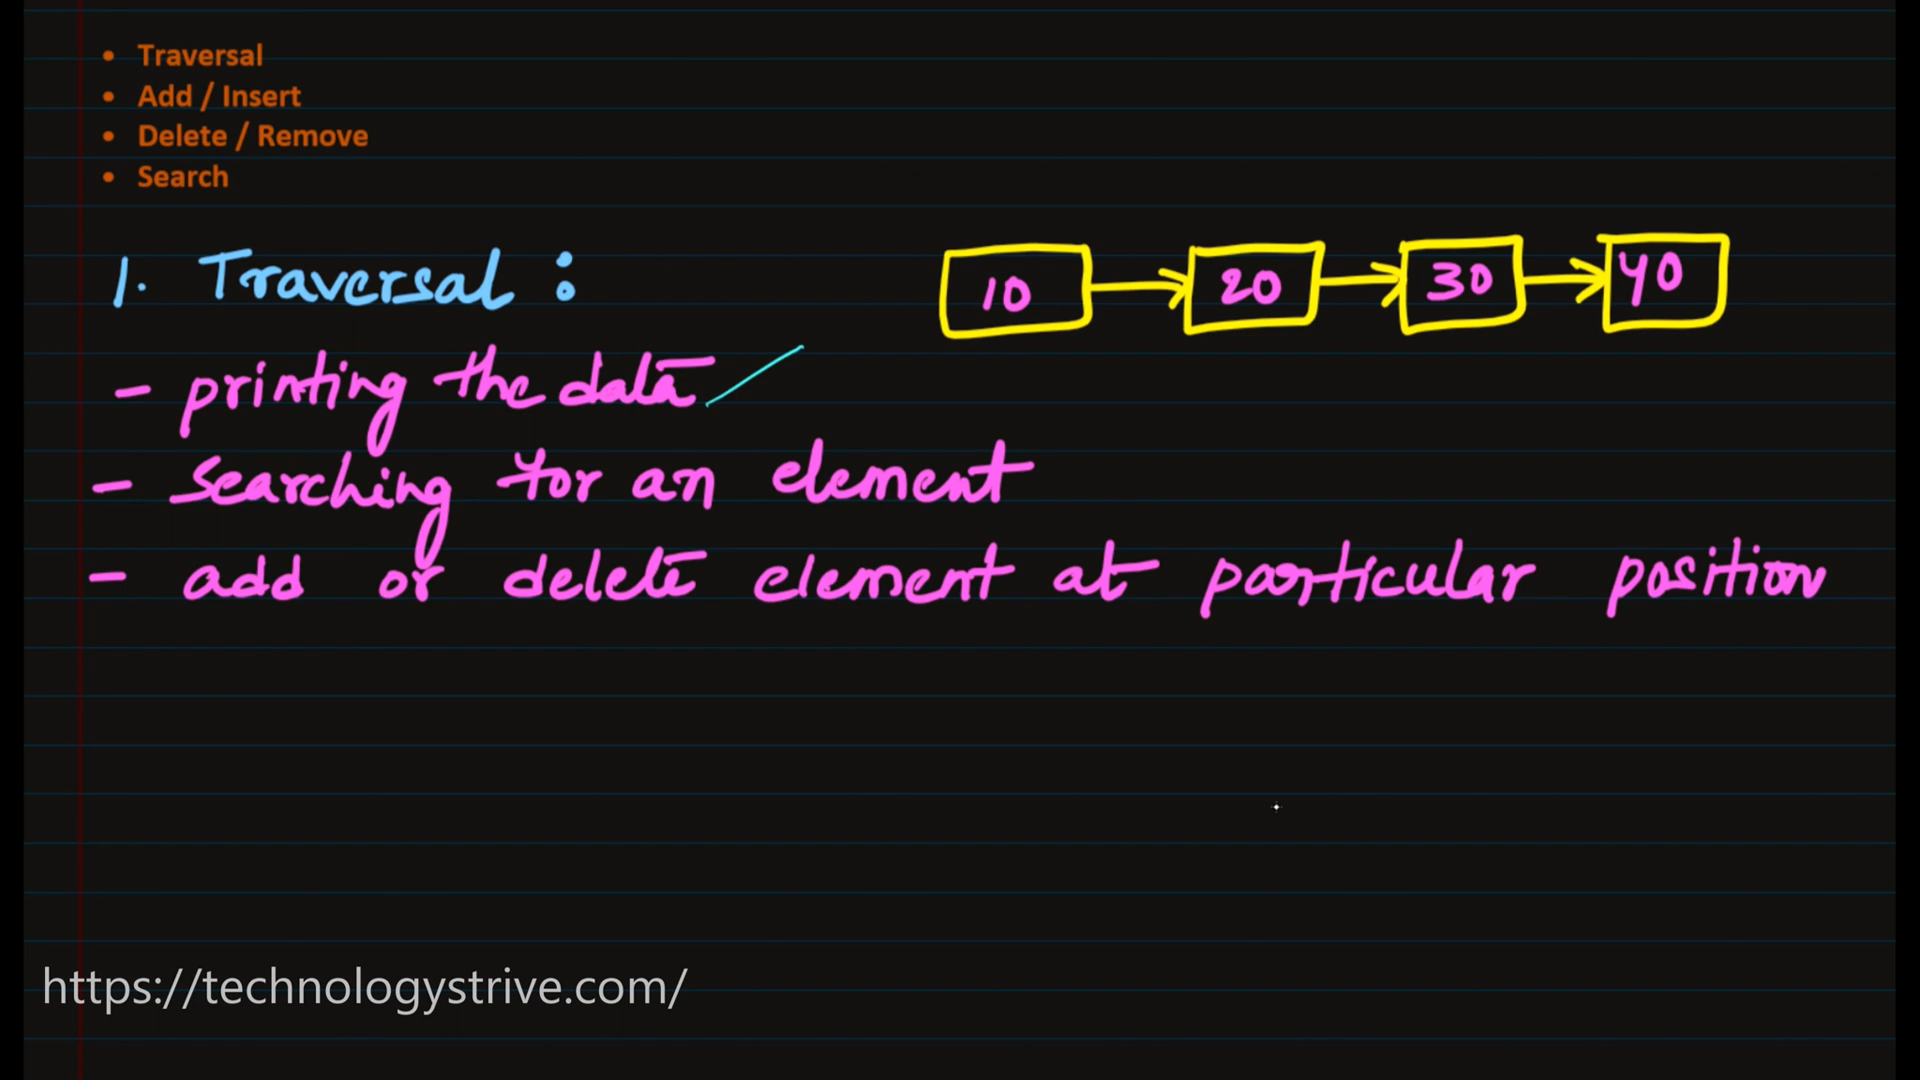 • Traversal
• Add / Insert
• Delete / Remove
• Search
1. Traversal :
10 20 30 40
- printing the data
- searching for an element
- add or delete element at particular position
https://technologystrive.com/